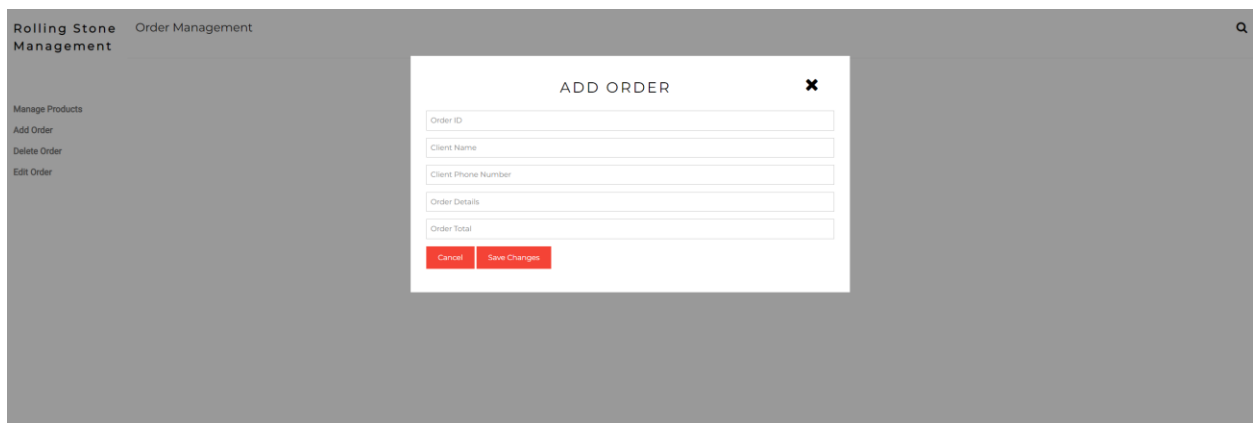 Rolling Stone
Management
Order Management
Manage Products
Add Order
Delete Order
Edit Order
ADD ORDER
Order ID
Client Name
Client Phone Number
Order Details
Order Total
Cancel
Save Changes